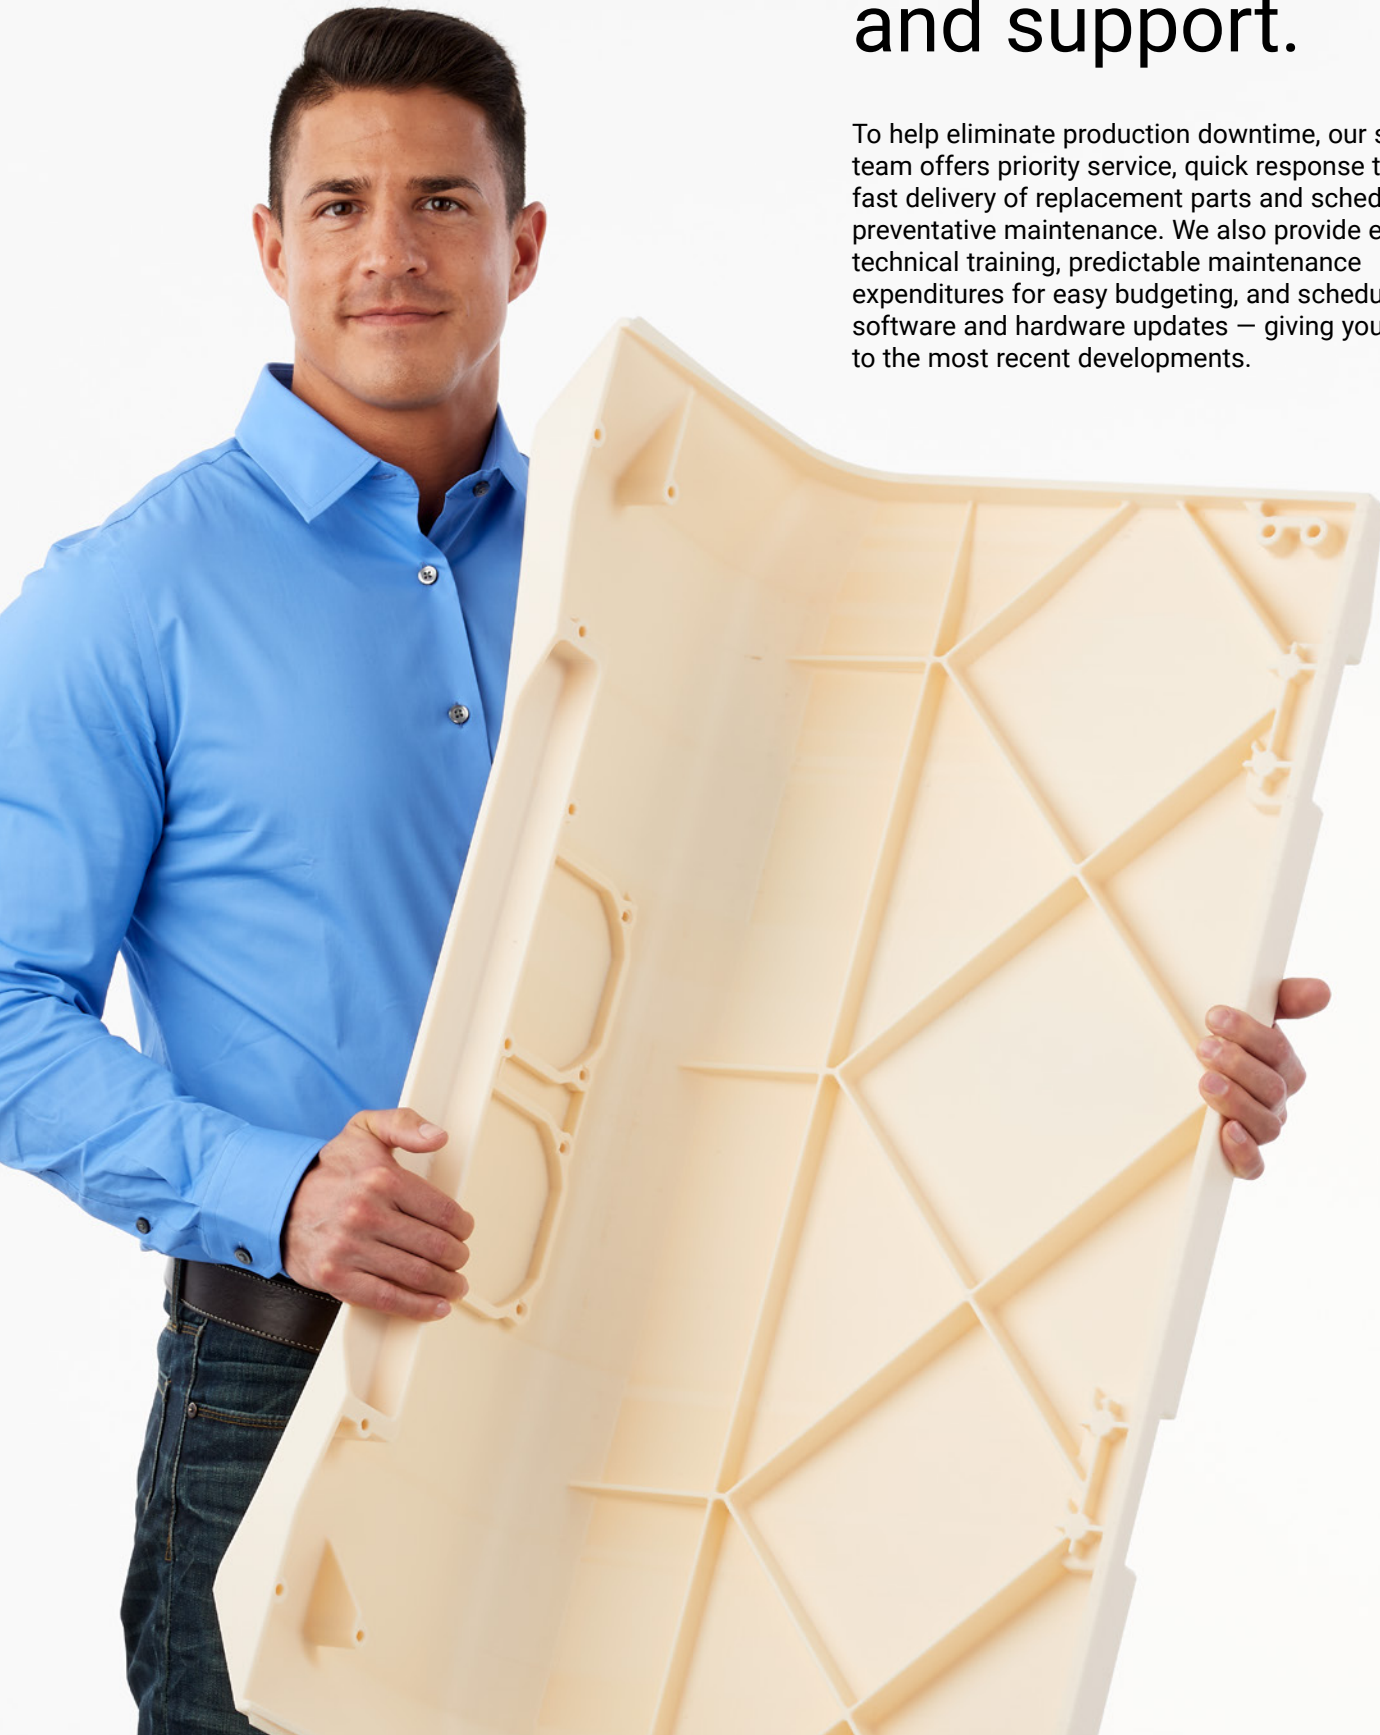 and support.
To help eliminate production downtime, our
team offers priority service, quick response
fast delivery of replacement parts and
preventative maintenance. We also provide
technical training, predictable maintenance
expenditures for easy budgeting, and
software and hardware updates — giving you
to the most recent developments.